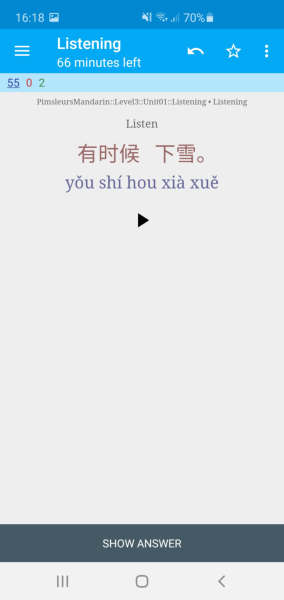 16:18 70%
Listening
66 minutes left
55 0 2
PimsleursMandarin::Level3::Unit01::Listening • Listening
Listen
有时候 下雪。
yǒu shí hou xià xuě
SHOW ANSWER